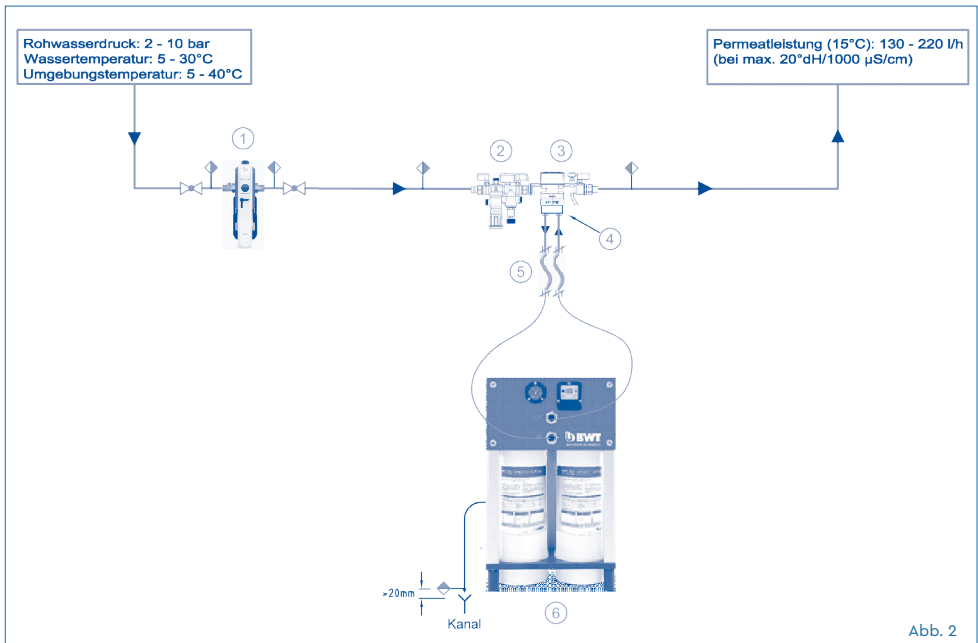 Rohwasserdruck: 2 - 10 bar
Wassertemperatur: 5 - 30°C
Umgebungstemperatur: 5 - 40°C
Permeatleistung (15°C): 130 - 220 l/h
(bei max. 20°dH/1000 µS/cm)
1
2
3
4
5
BWT
>20mm
Kanal
6
Abb. 2